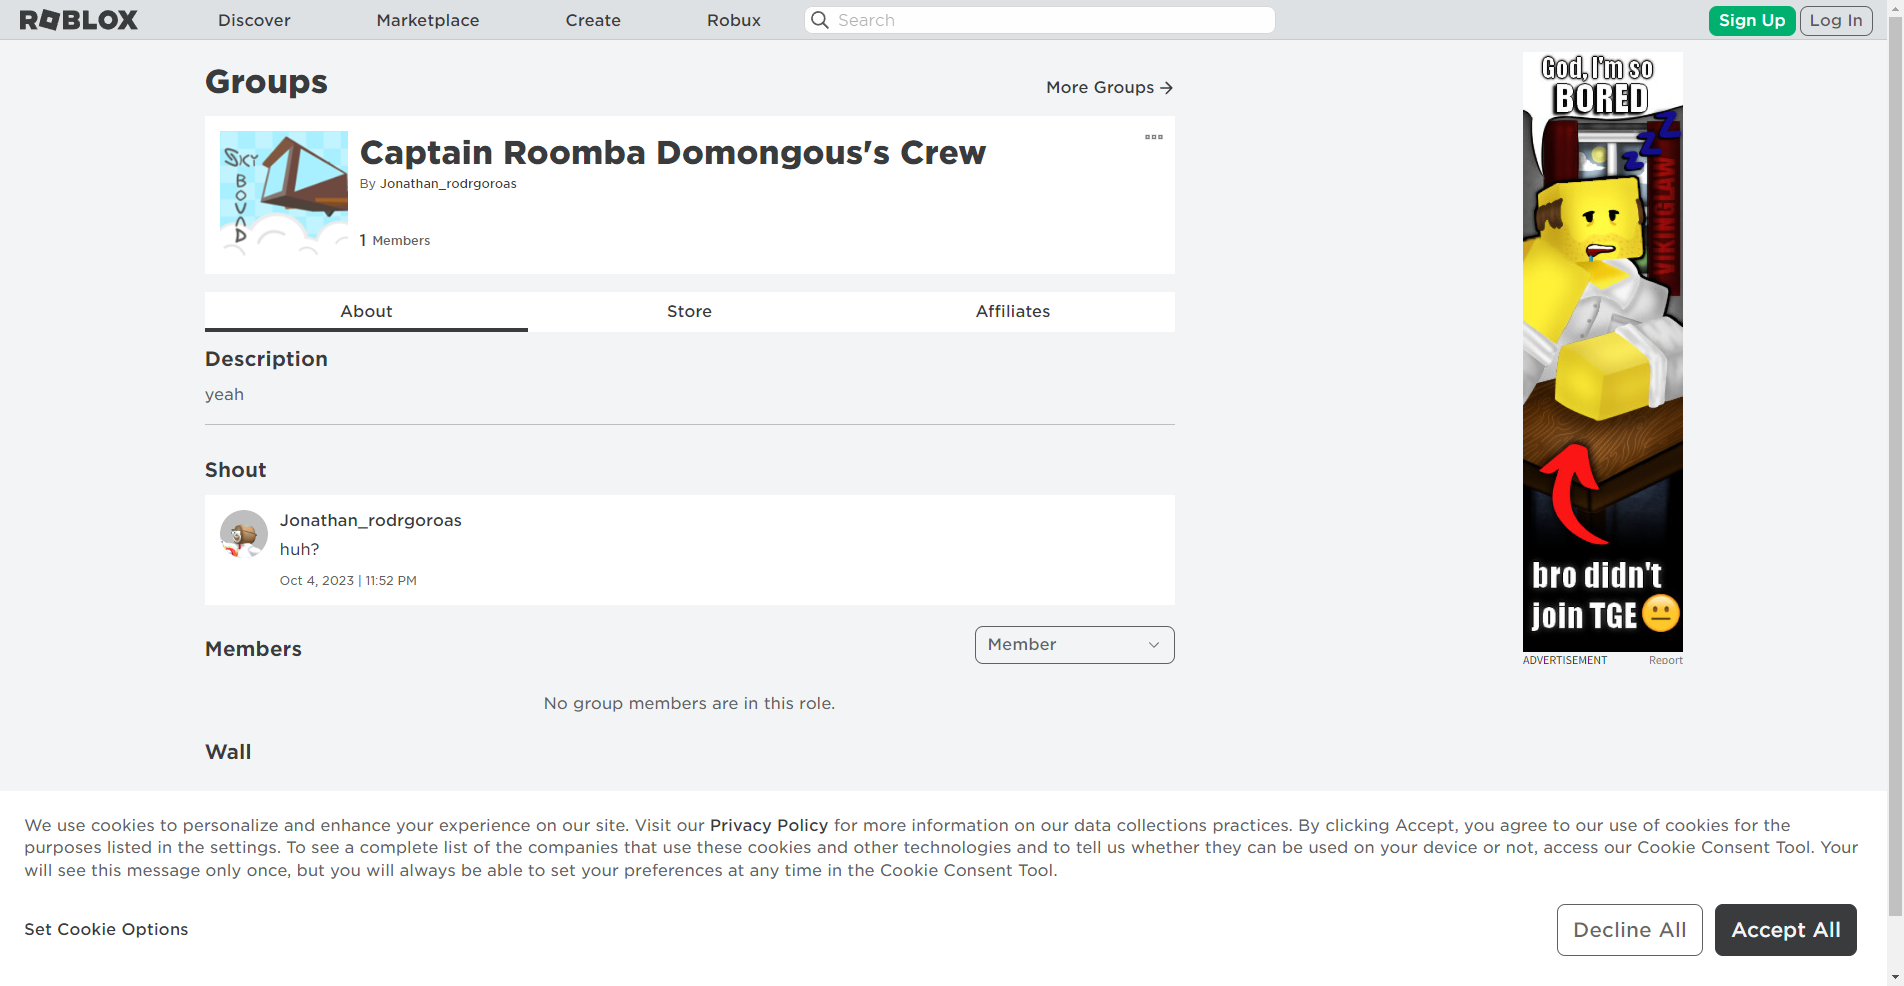 ROBLOX
Discover
Marketplace
Create
Robux
Search
Sign Up
Log In
Groups
More Groups
SKY
BOUND
Captain Roomba Domongous's Crew
By Jonathan_rodrgoroas
1 Members
About
Store
Affiliates
Description
yeah
Shout
Jonathan_rodrgoroas
huh?
Oct 4, 2023 | 11:52 PM
Members
Member
No group members are in this role.
Wall
God, I'm so
BORED
zzz
VIKINGLAW
bro didn't
join TGE
ADVERTISEMENT
Report
We use cookies to personalize and enhance your experience on our site. Visit our Privacy Policy for more information on our data collections practices. By clicking Accept, you agree to our use of cookies for the
purposes listed in the settings. To see a complete list of the companies that use these cookies and other technologies and to tell us whether they can be used on your device or not, access our Cookie Consent Tool. Your
will see this message only once, but you will always be able to set your preferences at any time in the Cookie Consent Tool.
Set Cookie Options
Decline All
Accept All